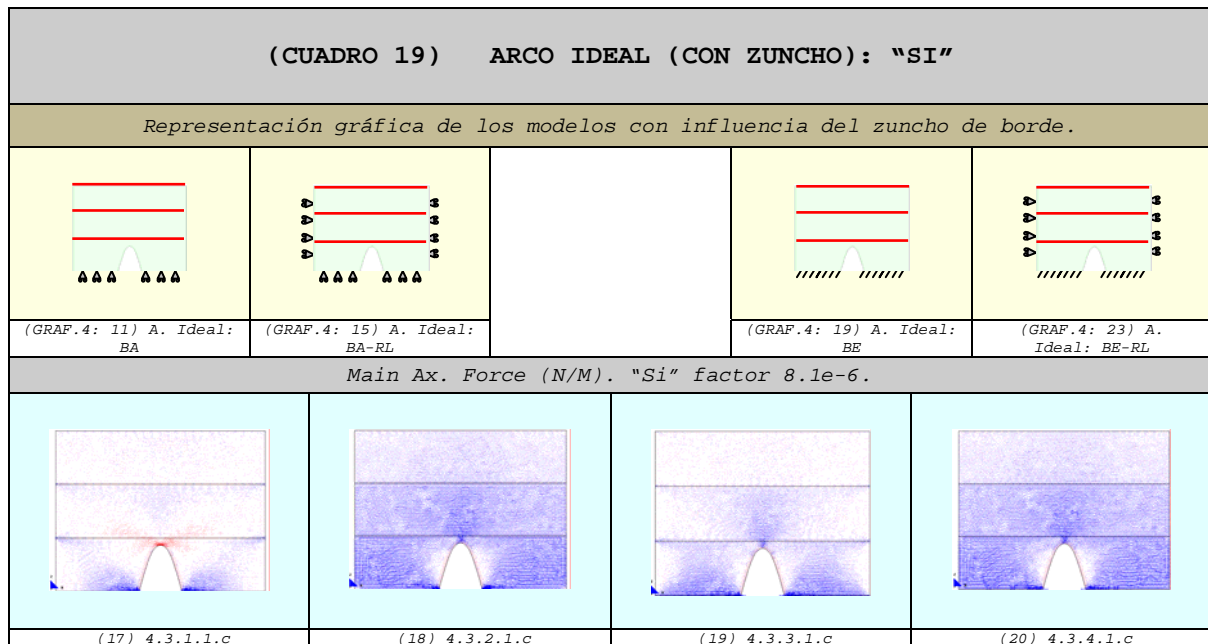 (CUADRO 19) ARCO IDEAL (CON ZUNCHO): “SI”
Representación gráfica de los modelos con influencia del zuncho de borde.
(GRAF.4: 11) A. Ideal:
BA
(GRAF.4: 15) A. Ideal:
BA-RL
(GRAF.4: 19) A. Ideal:
BE
(GRAF.4: 23) A.
Ideal: BE-RL
Main Ax. Force (N/M). “Si” factor 8.1e-6.
(17) 4.3.1.1.c
(18) 4.3.2.1.c
(19) 4.3.3.1.c
(20) 4.3.4.1.c